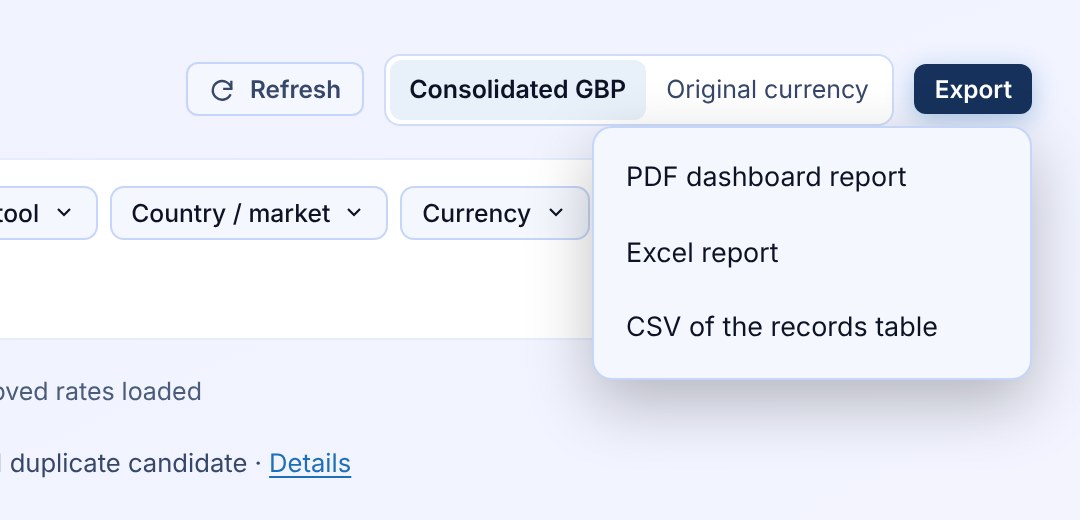 Refresh
Consolidated GBP
Original currency
Export
tool
Country / market
Currency
PDF dashboard report
Excel report
CSV of the records table
rates loaded
duplicate candidate · Details